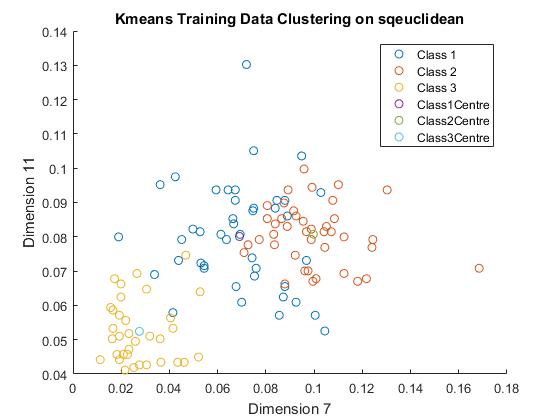 Kmeans Training Data Clustering on sqeuclidean
0.14
0.13
0.12
0.11
0.1
0.09
0.08
0.07
0.06
0.05
0.04
Dimension 11
Class 1
Class 2
Class 3
Class1Centre
Class2Centre
Class3Centre
0 0.02 0.04 0.06 0.08 0.1 0.12 0.14 0.16 0.18
Dimension 7